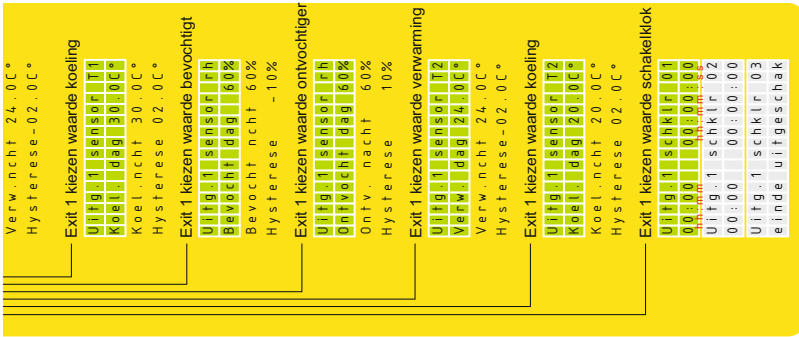 Verw.ncht 24.0C°
Hysterese-02.0C°
Exit 1 kiezen waarde koeling
Uitg.1 sensor T1
Koel. dag 30.0C°
Koel.ncht 30.0C°
Hysterese 02.0C°
Exit 1 kiezen waarde bevochtigt
Uitg.1 sensor rh
Bevocht dag 60%
Bevocht ncht 60%
Hysterese -10%
Exit 1 kiezen waarde ontvochtiger
Uitg.1 sensor rh
Ontvocht dag 60%
Ontv. nacht 60%
Hysterese 10%
Exit 1 kiezen waarde verwarming
Uitg.1 sensor T2
Verw. dag 24.0C°
Verw.ncht 24.0C°
Hysterese-02.0C°
Exit 1 kiezen waarde koeling
Uitg.1 sensor T2
Koel.dag 20.0C°
Koel.ncht 20.0C°
Hysterese 02.0C°
Exit 1 kiezen waarde schakelklok
Uitg.1 schklr 01
00:00 00:00:00
hh:mm hh:mm:ss
Uitg.1 schklr 02
00:00 00:00:00
Uitg.1 schklr 03
einde uitgeschak